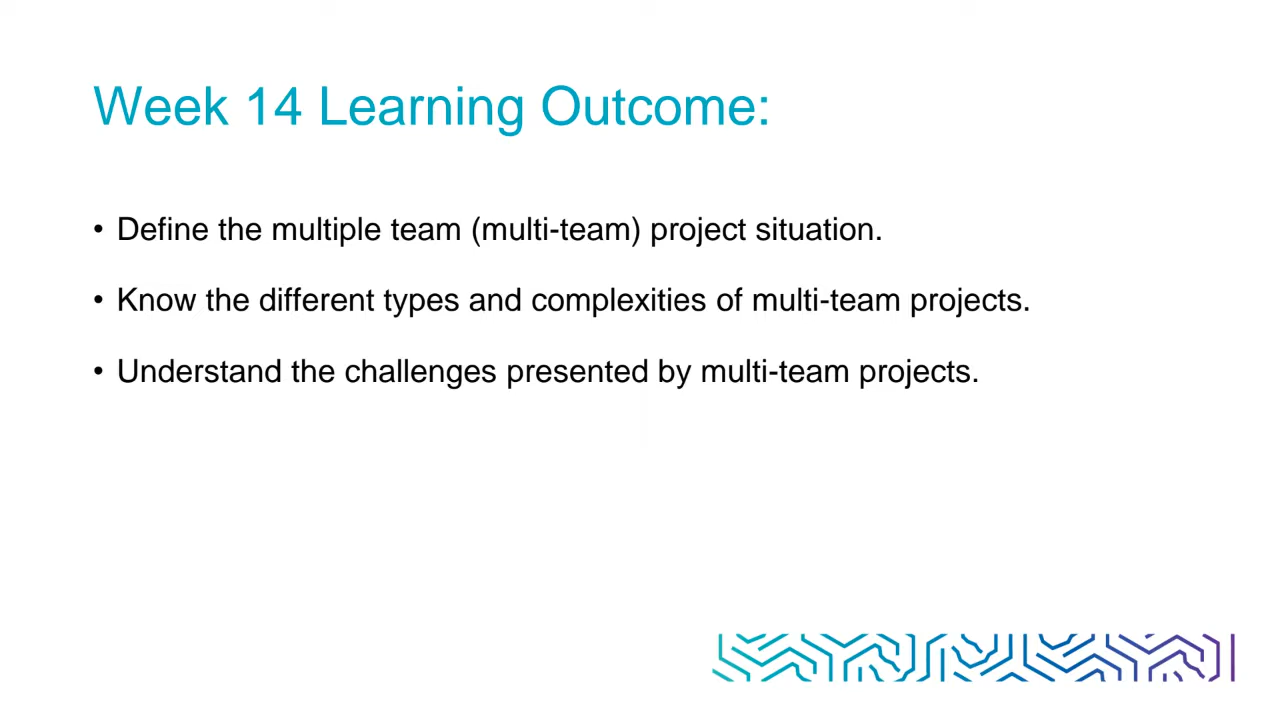 Week 14 Learning Outcome:
• Define the multiple team (multi-team) project situation.
• Know the different types and complexities of multi-team projects.
• Understand the challenges presented by multi-team projects.